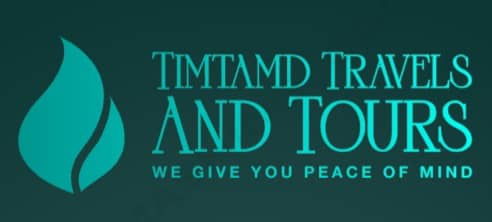 TIMTAMD TRAVELS
AND TOURS
WE GIVE YOU PEACE OF MIND